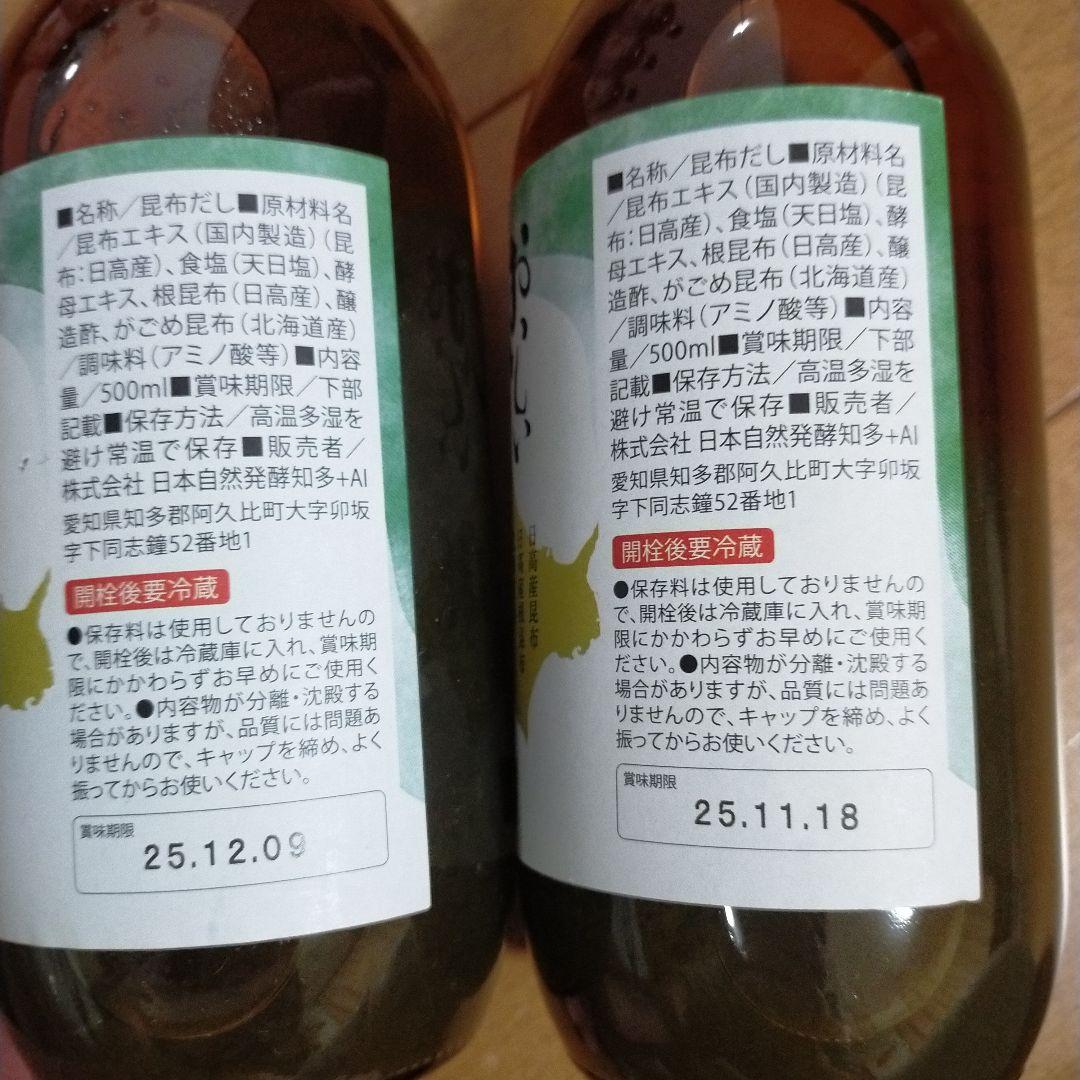 ■名称／昆布だし■原材料名
／昆布エキス（国内製造）（昆
布：日高産）、食塩（天日塩）、酵
母エキス、根昆布（日高産）、醸
造酢、がごめ昆布（北海道産）
／調味料（アミノ酸等）■内容
量／500ml■賞味期限／下部
記載■保存方法／高温多湿を
避け常温で保存■販売者／
株式会社 日本自然発酵知多+AI
愛知県知多郡阿久比町大字卯坂
字下同志鐘52番地1
開栓後要冷蔵
●保存料は使用しておりませんの
で、開栓後は冷蔵庫に入れ、賞味期
限にかかわらずお早めにご使用く
ださい。●内容物が分離・沈殿する
場合がありますが、品質には問題あ
りませんので、キャップを締め、よく
振ってからお使いください。
賞味期限
25.12.09
■名称／昆布だし■原材料名
／昆布エキス（国内製造）（昆
布：日高産）、食塩（天日塩）、酵
母エキス、根昆布（日高産）、醸
造酢、がごめ昆布（北海道産）
／調味料（アミノ酸等）■内容
量／500ml■賞味期限／下部
記載■保存方法／高温多湿を
避け常温で保存■販売者／
株式会社 日本自然発酵知多+AI
愛知県知多郡阿久比町大字卯坂
字下同志鐘52番地1
開栓後要冷蔵
●保存料は使用しておりませんの
で、開栓後は冷蔵庫に入れ、賞味期
限にかかわらずお早めにご使用く
ださい。●内容物が分離・沈殿する
場合がありますが、品質には問題あ
りませんので、キャップを締め、よく
振ってからお使いください。
賞味期限
25.11.18
日高産昆布